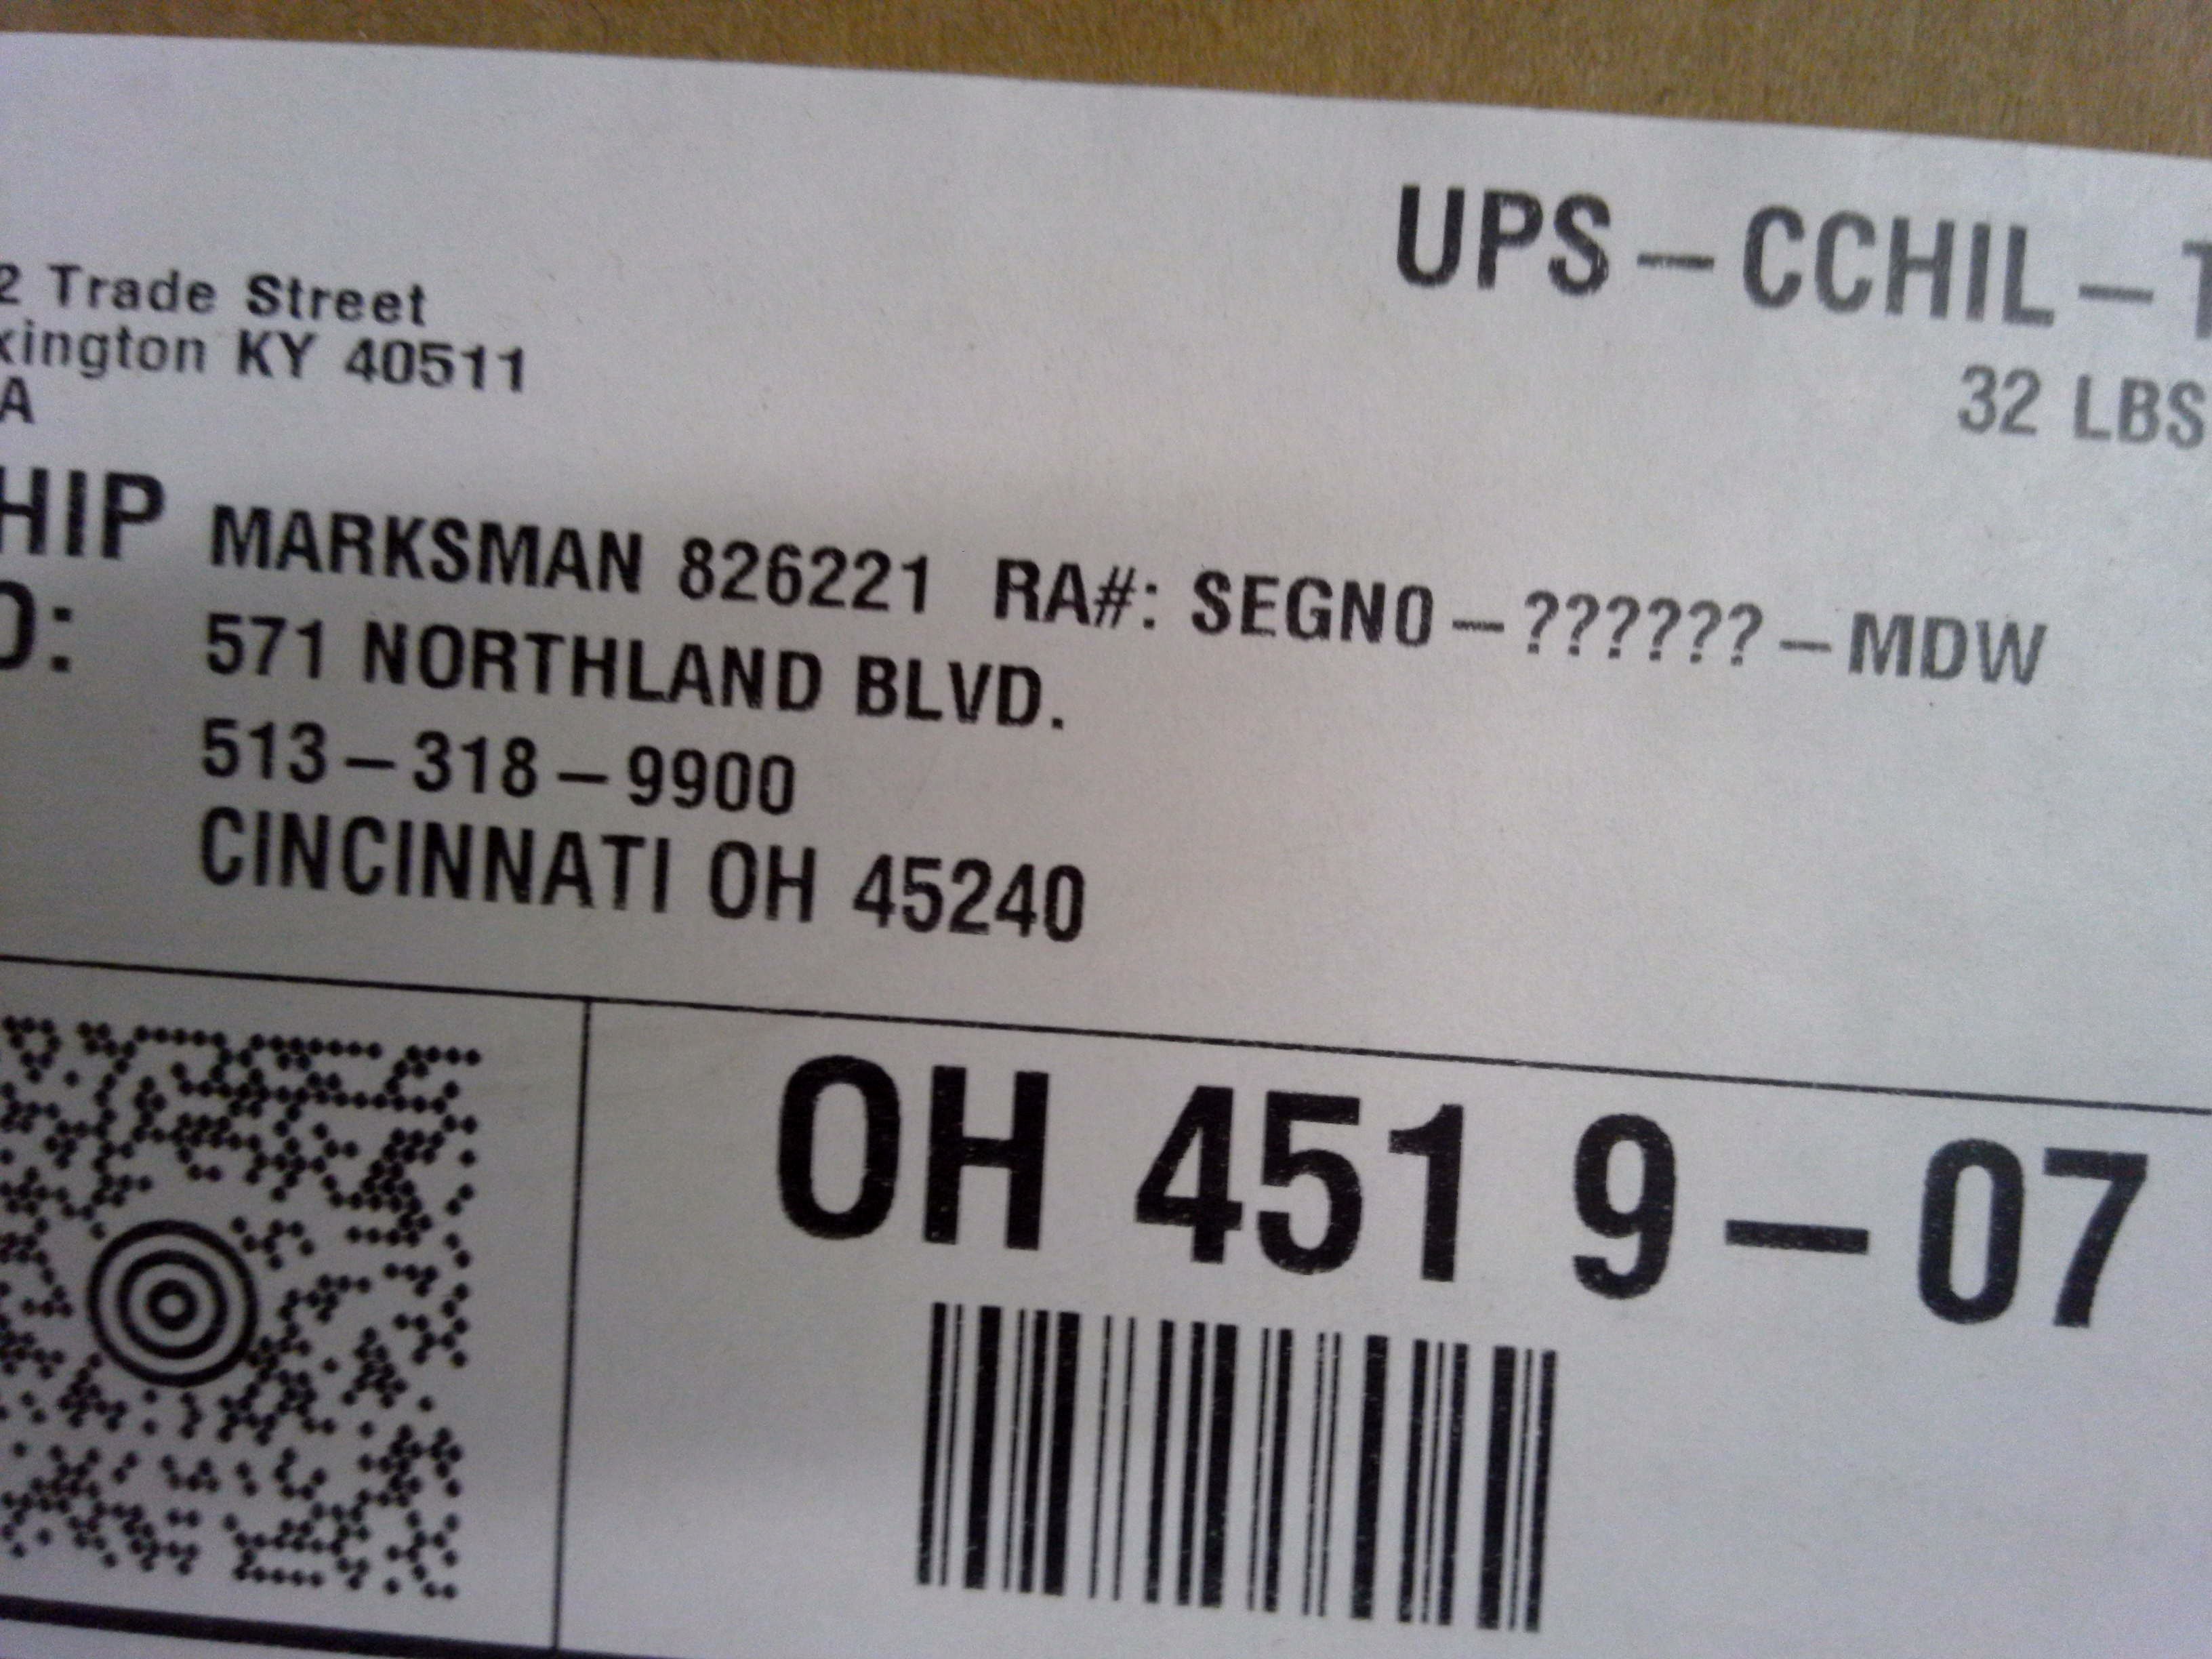 UPS-CCHIL-T
32 LBS
2 Trade Street
xington KY 40511
A
HIP MARKSMAN 826221 RA#: SEGN0-??????-MDW
O: 571 NORTHLAND BLVD.
513-318-9900
CINCINNATI OH 45240
OH 451 9-07